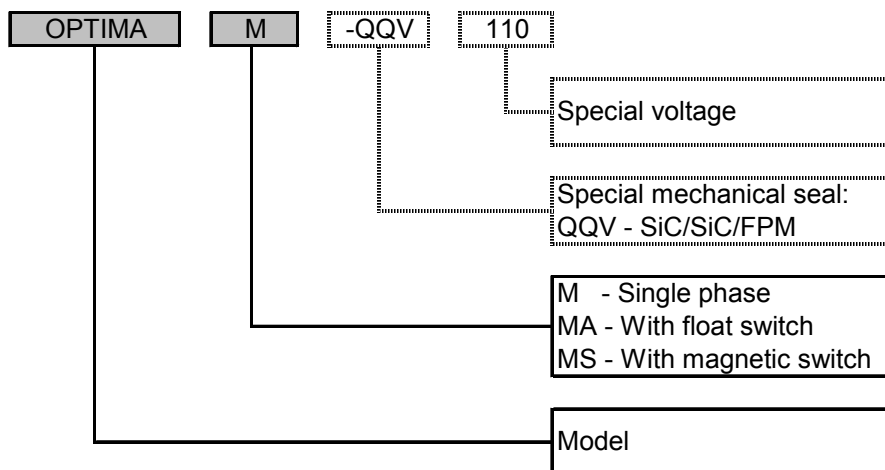 OPTIMA M -QQV 110
Special voltage
Special mechanical seal:
QQV - SiC/SiC/FPM
M - Single phase
MA - With float switch
MS - With magnetic switch
Model